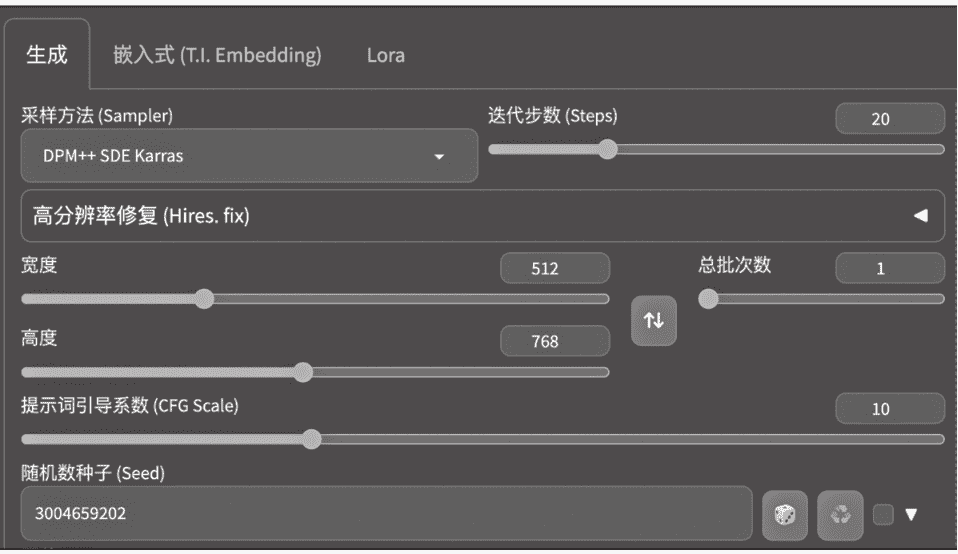 生成 嵌入式 (T.I. Embedding) Lora
采样方法 (Sampler) 迭代步数 (Steps) 20
DPM++ SDE Karras
高分辨率修复 (Hires. fix)
宽度 512 总批次数 1
高度 768
提示词引导系数 (CFG Scale) 10
随机数种子 (Seed)
3004659202